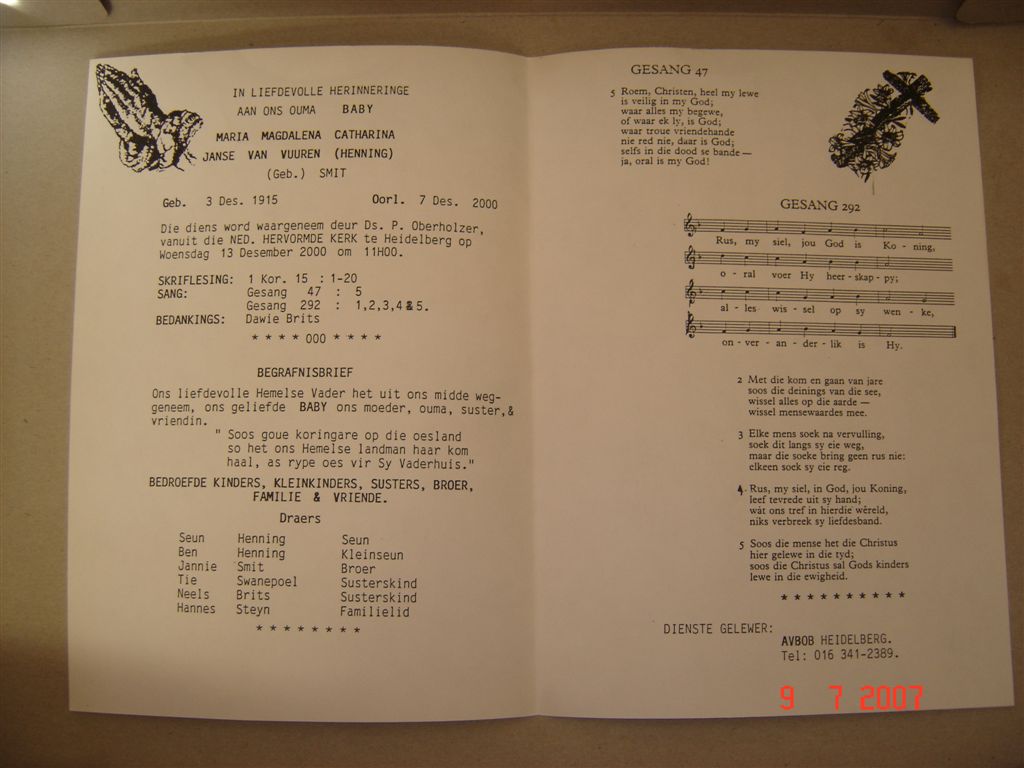 IN LIEFDEVOLLE HERINNERINGE
AAN ONS OUMA BABY
MARIA MAGDALENA CATHARINA
JANSE VAN VUUREN (HENNING)
(Geb.) SMIT
Geb. 3 Des. 1915 Oorl. 7 Des. 2000
Die diens word waargeneem deur Ds. P. Oberholzer,
vanuit die NED. HERVORMDE KERK te Heidelberg op
Woensdag 13 Desember 2000 om 11H00.
SKRIFLESING: 1 Kor. 15 : 1-20
SANG: Gesang 47 : 5
Gesang 292 : 1,2,3,4&5.
BEDANKINGS: Dawie Brits
* * * * OOO * * * *
BEGRAFNISBRIEF
Ons liefdevolle Hemelse Vader het uit ons midde weg-
geneem, ons geliefde BABY ons moeder, ouma, suster,&
vriendin.
" Soos goue koringare op die oesland
so het ons Hemelse landman haar kom
haal, as rype oes vir Sy Vaderhuis."
BEDROEFDE KINDERS, KLEINKINDERS, SUSTERS, BROER,
FAMILIE & VRIENDE.
Draers
Seun Henning Seun
Ben Henning Kleinseun
Jannie Smit Broer
Tie Swanepoel Susterskind
Neels Brits Susterskind
Hannes Steyn Familielid
* * * * * * * *
GESANG 47
5 Roem, Christen, heel my lewe
is veilig in my God;
waar alles my begewe,
of waar ek ly, is God;
waar troue vriendehande
nie red nie, daar is God;
selfs in die dood se bande —
ja, oral is my God!
GESANG 292
Rus, my siel, jou God is Ko - ning,
o - ral voer Hy heer - skap - py;
al - les wis - sel op sy wen - ke,
on - ver - an - der - lik is Hy.
2 Met die kom en gaan van jare
soos die deinings van die see,
wissel alles op die aarde —
wissel mensewaardes mee.
3 Elke mens soek na vervulling,
soek dit langs sy eie weg,
maar die soeke bring geen rus nie:
elkeen soek sy eie reg.
4. Rus, my siel, in God, jou Koning,
leef tevrede uit sy hand;
wát ons tref in hierdie wêreld,
niks verbreek sy liefdesband.
5 Soos die mense het die Christus
hier gelewe in die tyd;
soos die Christus sal Gods kinders
lewe in die ewigheid.
* * * * * * * * * *
DIENSTE GELEWER:
AVBOB HEIDELBERG.
Tel: 016 341-2389.
9 7 2007